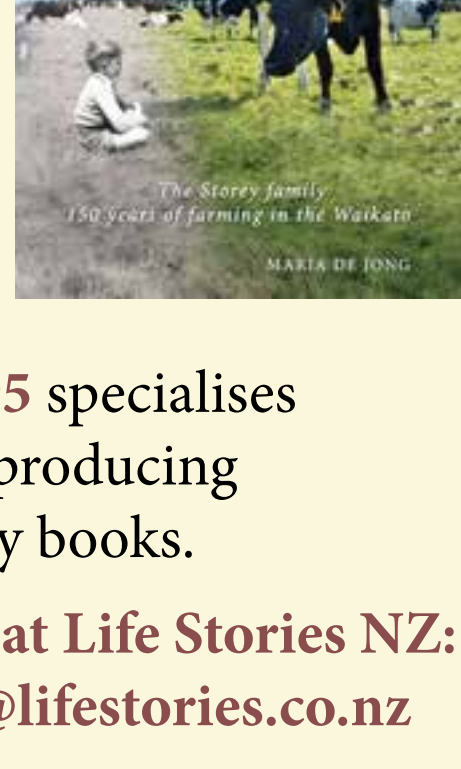 The Storey family
150 years of farming in the Waikato
MARIA DE JONG
5 specialises
producing
y books.
at Life Stories NZ:
@lifestories.co.nz